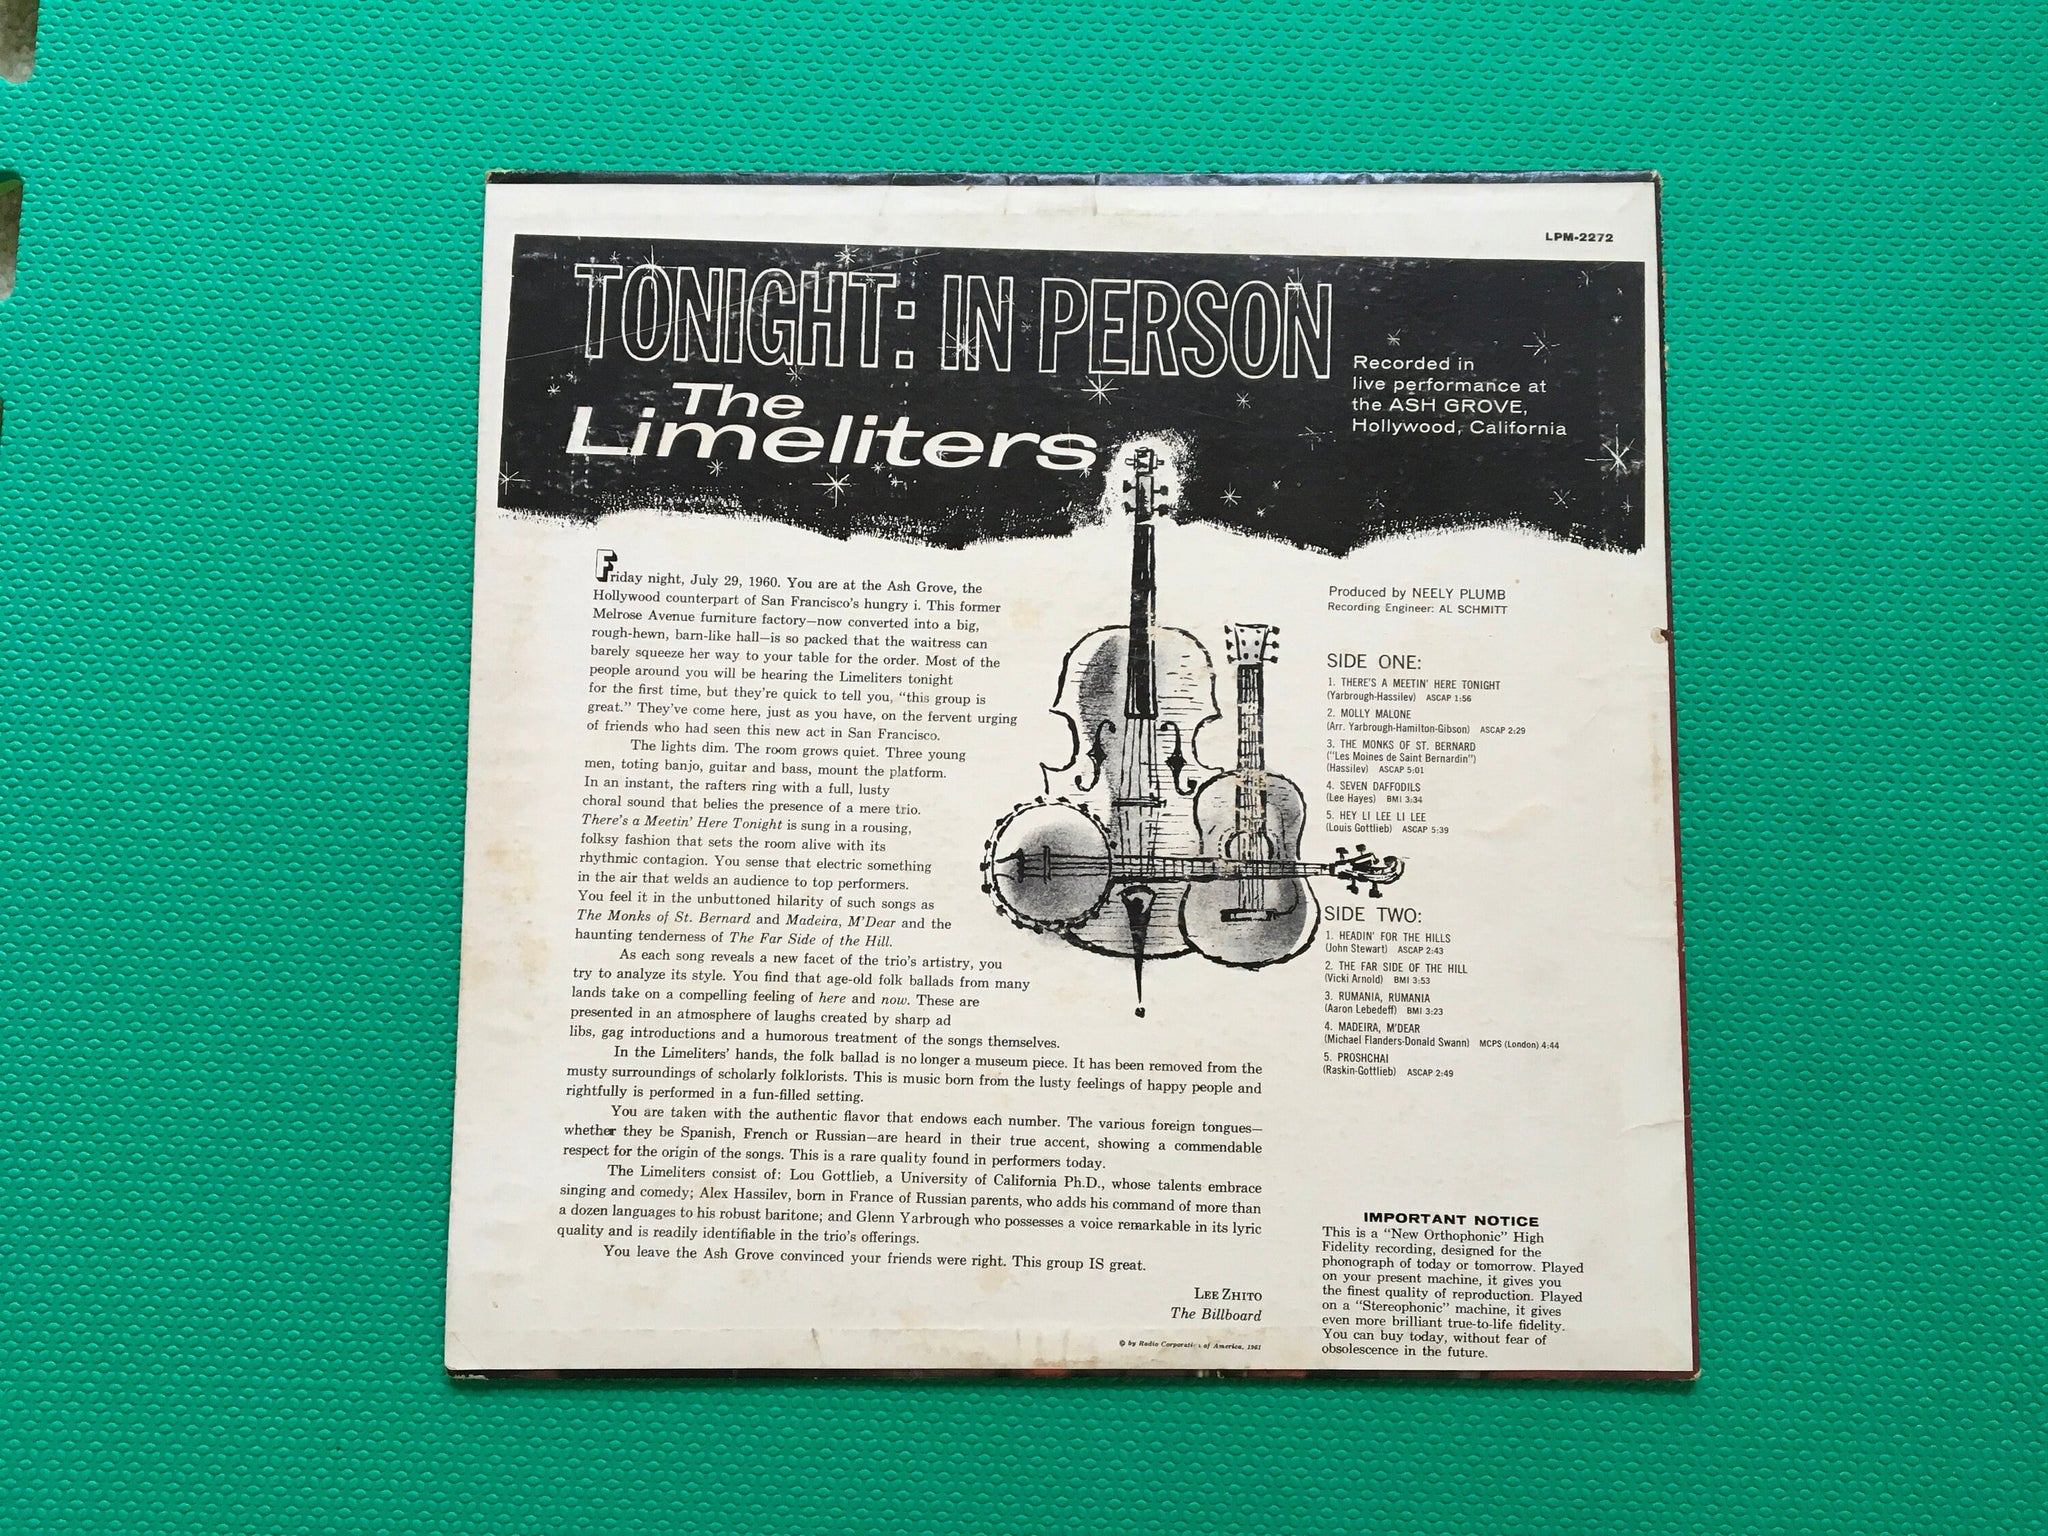 LPM-2272
TONIGHT: IN PERSON
The
Limeliters
Recorded in
live performance at
the ASH GROVE,
Hollywood, California
Friday night, July 29, 1960. You are at the Ash Grove, the
Hollywood counterpart of San Francisco's hungry i. This former
Melrose Avenue furniture factory—now converted into a big,
rough-hewn, barn-like hall—is so packed that the waitress can
barely squeeze her way to your table for the order. Most of the
people around you will be hearing the Limeliters tonight
for the first time, but they're quick to tell you, "this group is
great." They've come here, just as you have, on the fervent urging
of friends who had seen this new act in San Francisco.
The lights dim. The room grows quiet. Three young
men, toting banjo, guitar and bass, mount the platform.
In an instant, the rafters ring with a full, lusty
choral sound that belies the presence of a mere trio.
There's a Meetin' Here Tonight is sung in a rousing,
folksy fashion that sets the room alive with its
rhythmic contagion. You sense that electric something
in the air that welds an audience to top performers.
You feel it in the unbuttoned hilarity of such songs as
The Monks of St. Bernard and Madeira, M'Dear and the
haunting tenderness of The Far Side of the Hill.
As each song reveals a new facet of the trio's artistry, you
try to analyze its style. You find that age-old folk ballads from many
lands take on a compelling feeling of here and now. These are
presented in an atmosphere of laughs created by sharp ad
libs, gag introductions and a humorous treatment of the songs themselves.
In the Limeliters' hands, the folk ballad is no longer a museum piece. It has been removed from the
musty surroundings of scholarly folklorists. This is music born from the lusty feelings of happy people and
rightfully is performed in a fun-filled setting.
You are taken with the authentic flavor that endows each number. The various foreign tongues—
whether they be Spanish, French or Russian—are heard in their true accent, showing a commendable
respect for the origin of the songs. This is a rare quality found in performers today.
The Limeliters consist of: Lou Gottlieb, a University of California Ph.D., whose talents embrace
singing and comedy; Alex Hassilev, born in France of Russian parents, who adds his command of more than
a dozen languages to his robust baritone; and Glenn Yarbrough who possesses a voice remarkable in its lyric
quality and is readily identifiable in the trio's offerings.
You leave the Ash Grove convinced your friends were right. This group IS great.
LEE ZHITO
The Billboard
© by Radio Corporation of America, 1961
Produced by NEELY PLUMB
Recording Engineer: AL SCHMITT
SIDE ONE:
1. THERE'S A MEETIN' HERE TONIGHT
(Yarbrough-Hassilev) ASCAP 1:56
2. MOLLY MALONE
(Arr. Yarbrough-Hamilton-Gibson) ASCAP 2:29
3. THE MONKS OF ST. BERNARD
("Les Moines de Saint Bernardin")
(Hassilev) ASCAP 5:01
4. SEVEN DAFFODILS
(Lee Hayes) BMI 3:34
5. HEY LI LEE LI LEE
(Louis Gottlieb) ASCAP 5:39
SIDE TWO:
1. HEADIN' FOR THE HILLS
(John Stewart) ASCAP 2:43
2. THE FAR SIDE OF THE HILL
(Vicki Arnold) BMI 3:53
3. RUMANIA, RUMANIA
(Aaron Lebedeff) BMI 3:23
4. MADEIRA, M'DEAR
(Michael Flanders-Donald Swann) MCPS (London) 4:44
5. PROSHCHAI
(Raskin-Gottlieb) ASCAP 2:49
IMPORTANT NOTICE
This is a "New Orthophonic" High
Fidelity recording, designed for the
phonograph of today or tomorrow. Played
on your present machine, it gives you
the finest quality of reproduction. Played
on a "Stereophonic" machine, it gives
even more brilliant true-to-life fidelity.
You can buy today, without fear of
obsolescence in the future.